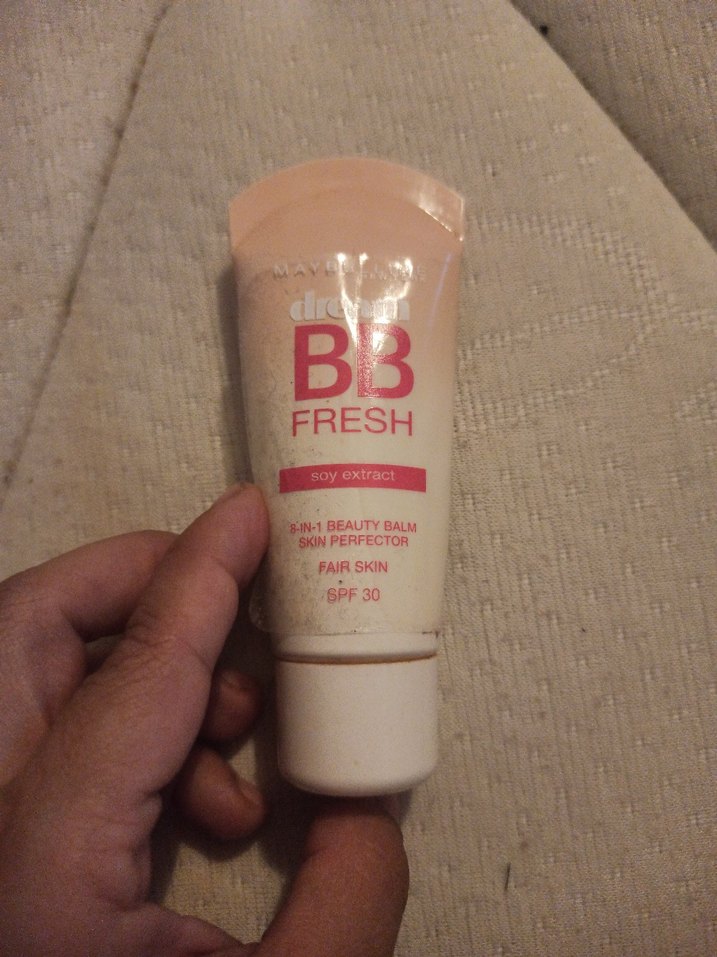 MAYBELLINE
dream
BB
FRESH
soy extract
8-IN-1 BEAUTY BALM
SKIN PERFECTOR
FAIR SKIN
SPF 30